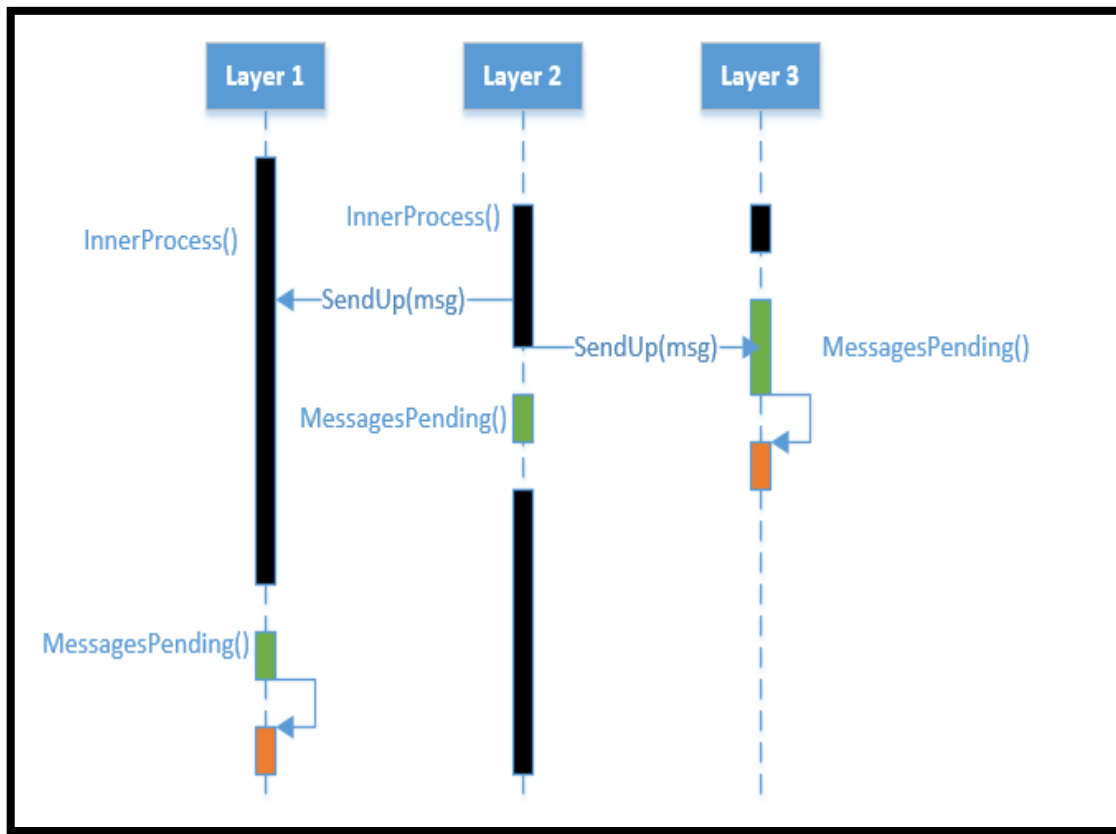 Layer 1
Layer 2
Layer 3
InnerProcess()
InnerProcess()
SendUp(msg)
SendUp(msg)
MessagesPending()
MessagesPending()
MessagesPending()